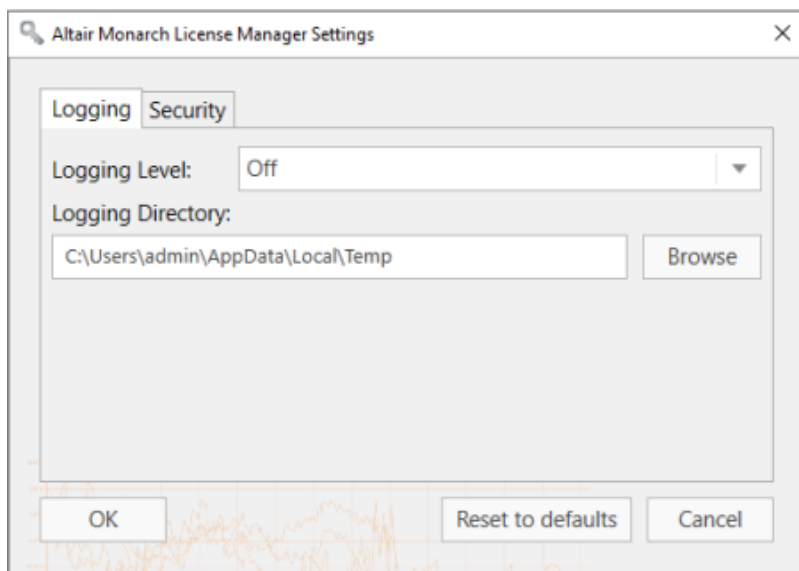 Altair Monarch License Manager Settings
Logging Security
Logging Level: Off
Logging Directory:
C:\Users\admin\AppData\Local\Temp Browse
OK Reset to defaults Cancel